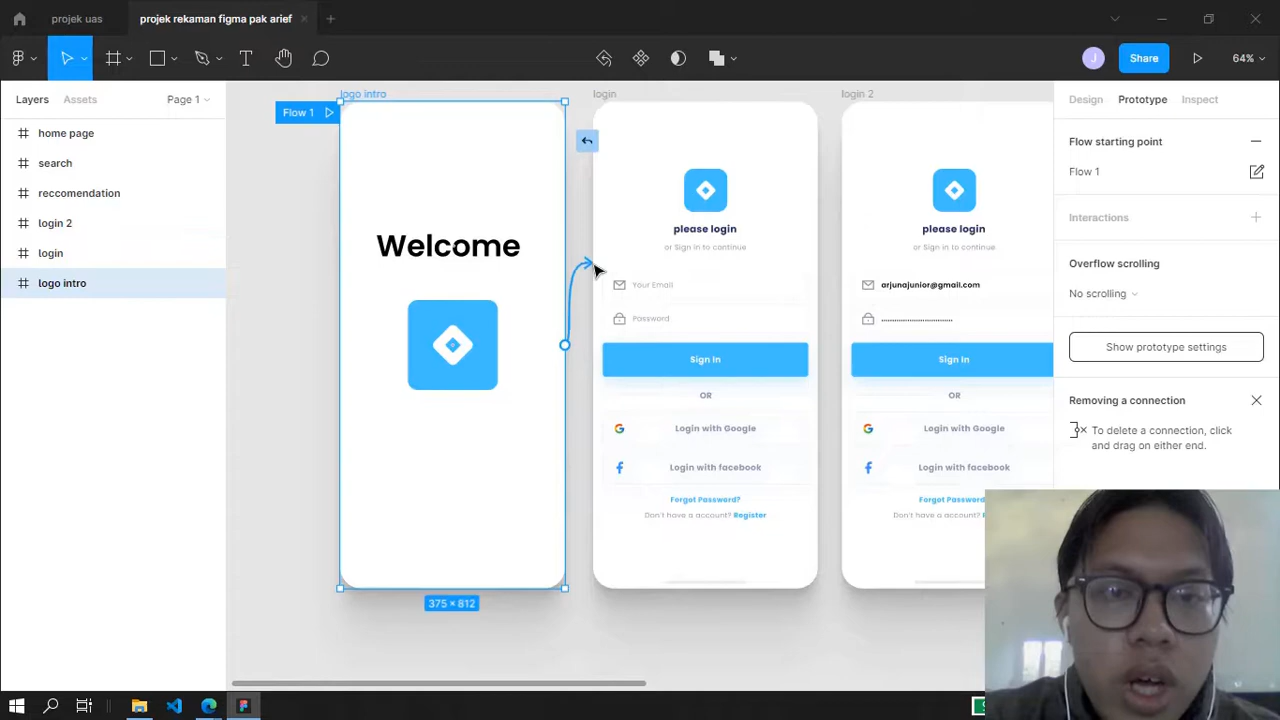 projek uas
projek rekaman figma pak arief
J
Share
64%
Layers
Assets
Page 1
Design
Prototype
Inspect
home page
search
reccomendation
login 2
login
logo intro
logo intro
Flow 1
Welcome
375 × 812
login
please login
or Sign in to continue
Your Email
Password
Sign In
OR
Login with Google
Login with facebook
Forgot Password?
Don't have a account? Register
login 2
please login
or Sign in to continue
arjunajunior@gmail.com
Sign In
OR
Login with Google
Login with facebook
Forgot Password
Don't have a account?
Flow starting point
Flow 1
Interactions
Overflow scrolling
No scrolling
Show prototype settings
Removing a connection
To delete a connection, click
and drag on either end.